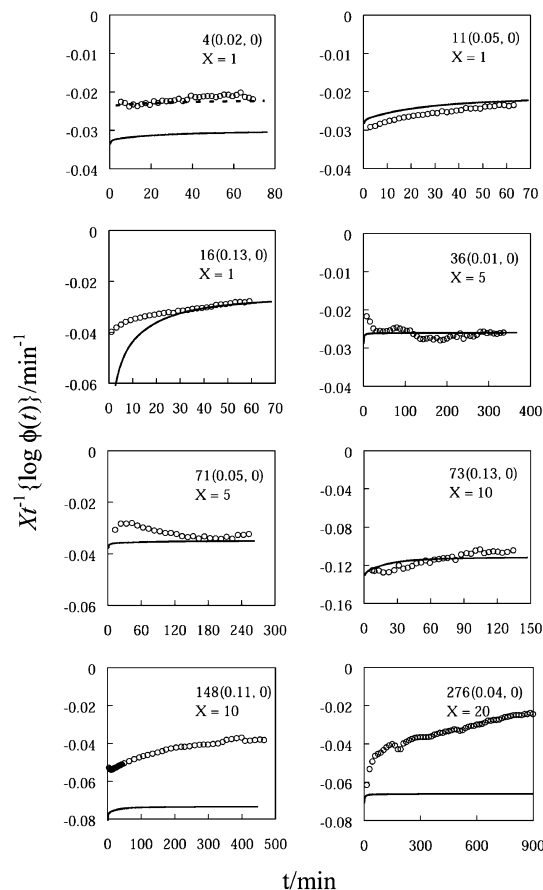 Xt⁻¹{log ϕ(t)}/min⁻¹
0
-0.01
-0.02
-0.03
-0.04
4(0.02, 0)
X = 1
0 20 40 60 80
0
-0.01
-0.02
-0.03
-0.04
11(0.05, 0)
X = 1
0 10 20 30 40 50 60 70
0
-0.02
-0.04
-0.06
16(0.13, 0)
X = 1
0 10 20 30 40 50 60 70
0
-0.01
-0.02
-0.03
-0.04
36(0.01, 0)
X = 5
0 100 200 300 400
0
-0.02
-0.04
-0.06
71(0.05, 0)
X = 5
0 60 120 180 240 300
0
-0.04
-0.08
-0.12
-0.16
73(0.13, 0)
X = 10
0 30 60 90 120 150
0
-0.02
-0.04
-0.06
-0.08
148(0.11, 0)
X = 10
0 100 200 300 400 500
0
-0.02
-0.04
-0.06
-0.08
276(0.04, 0)
X = 20
0 300 600 900
t/min